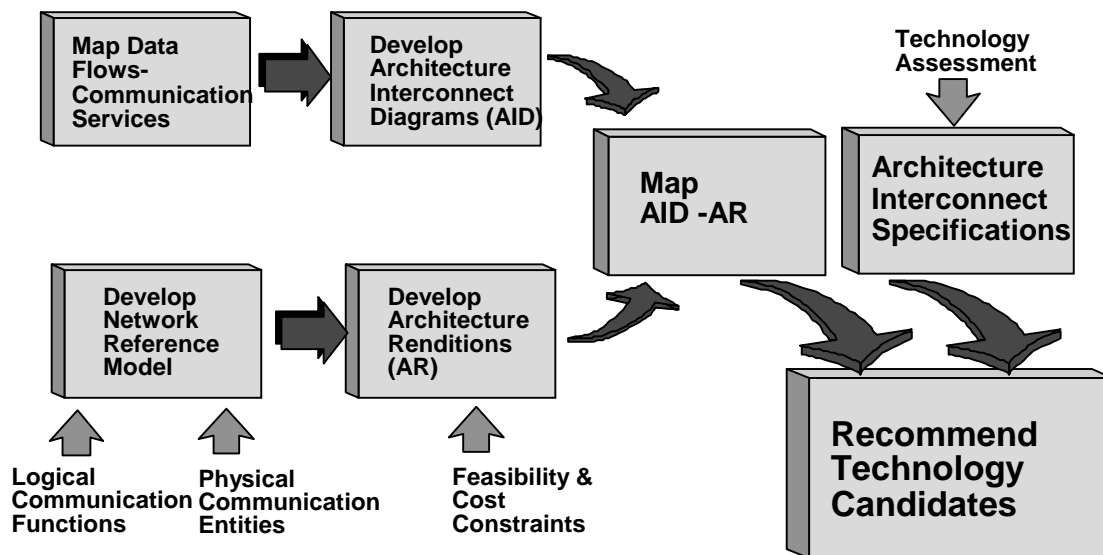 Map Data
Flows-
Communication
Services
Develop
Architecture
Interconnect
Diagrams (AID)
Technology
Assessment
Map
AID -AR
Architecture
Interconnect
Specifications
Develop
Network
Reference
Model
Develop
Architecture
Renditions
(AR)
Recommend
Technology
Candidates
Logical
Communication
Functions
Physical
Communication
Entities
Feasibility &
Cost
Constraints